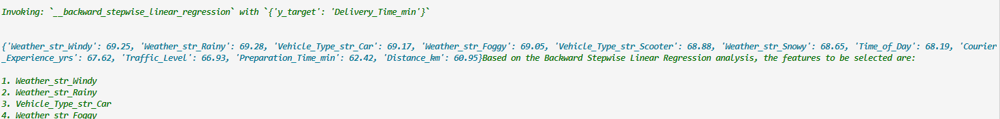 Invoking: `__backward_stepwise_linear_regression` with `{'y_target': 'Delivery_Time_min'}`
{'Weather_str_Windy': 69.25, 'Weather_str_Rainy': 69.28, 'Vehicle_Type_str_Car': 69.17, 'Weather_str_Foggy': 69.05, 'Vehicle_Type_str_Scooter': 68.88, 'Weather_str_Snowy': 68.65, 'Time_of_Day': 68.19, 'Courier
_Experience_yrs': 67.62, 'Traffic_Level': 66.93, 'Preparation_Time_min': 62.42, 'Distance_km': 60.95}Based on the Backward Stepwise Linear Regression analysis, the features to be selected are:
1. Weather_str_Windy
2. Weather_str_Rainy
3. Vehicle_Type_str_Car
4. Weather str Foggy